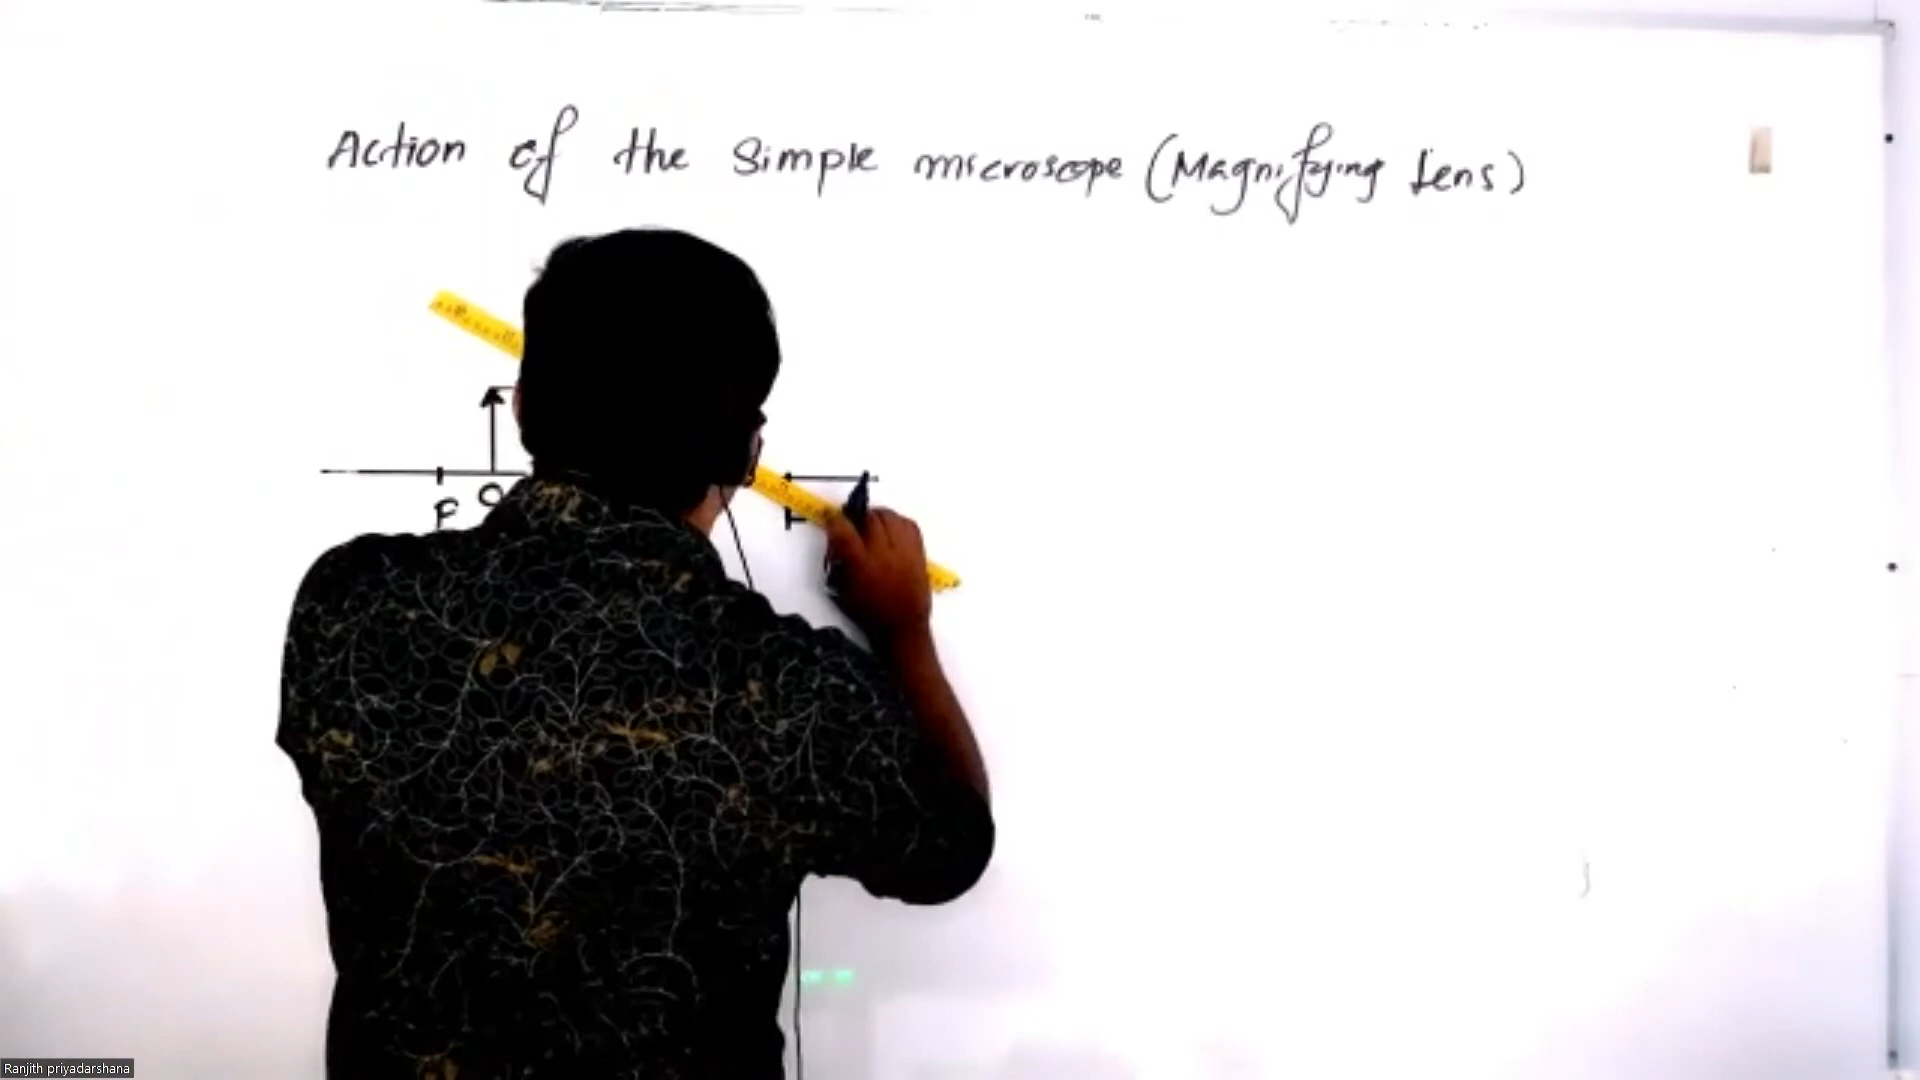 Action of the Simple microscope (Magnifying Lens)
F O F
Ranjith priyadarshana